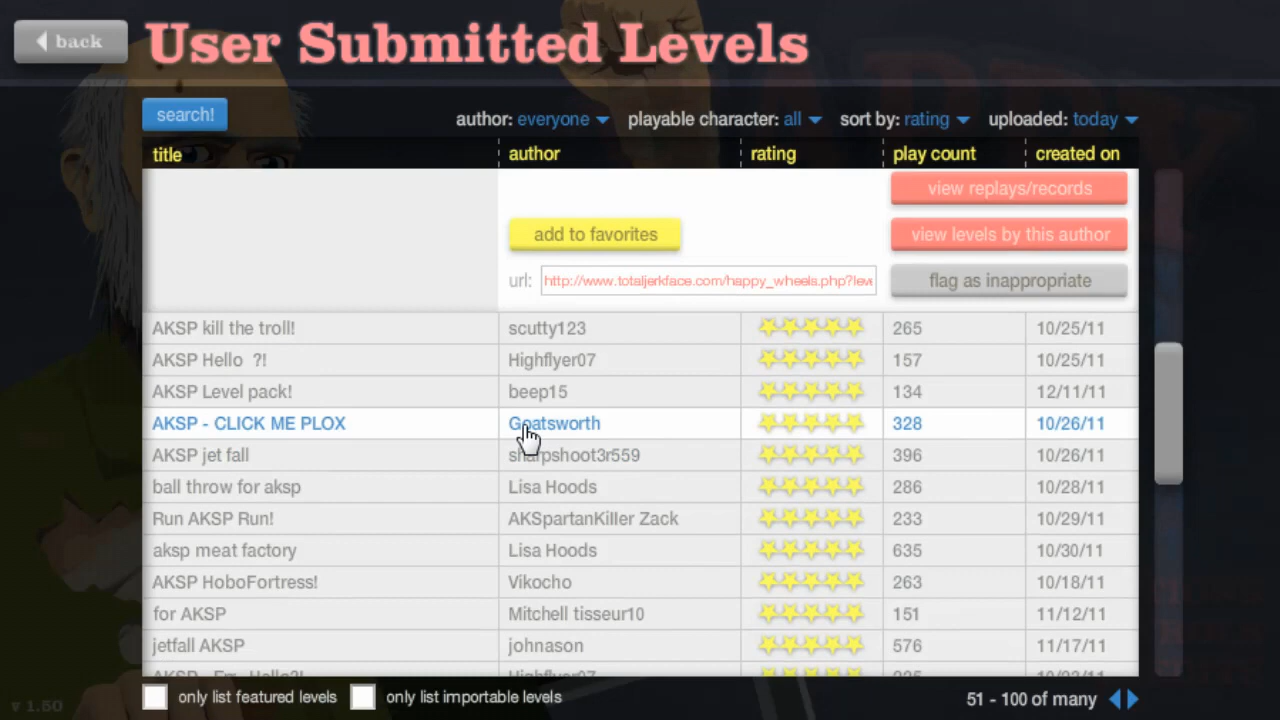 back
User Submitted Levels
search!
author: everyone playable character: all sort by: rating uploaded: today
title author rating play count created on
view replays/records
add to favorites view levels by this author
url: http://www.totaljerkface.com/happy_wheels.php?lev flag as inappropriate
AKSP kill the troll! scutty123 265 10/25/11
AKSP Hello ?! Highflyer07 157 10/25/11
AKSP Level pack! beep15 134 12/11/11
AKSP - CLICK ME PLOX Goatsworth 328 10/26/11
AKSP jet fall sharpshoot3r559 396 10/26/11
ball throw for aksp Lisa Hoods 286 10/28/11
Run AKSP Run! AKSpartanKiller Zack 233 10/29/11
aksp meat factory Lisa Hoods 635 10/30/11
AKSP HoboFortress! Vikocho 263 10/18/11
for AKSP Mitchell tisseur10 151 11/12/11
jetfall AKSP johnason 576 11/17/11
only list featured levels only list importable levels 51 - 100 of many
v 1.50